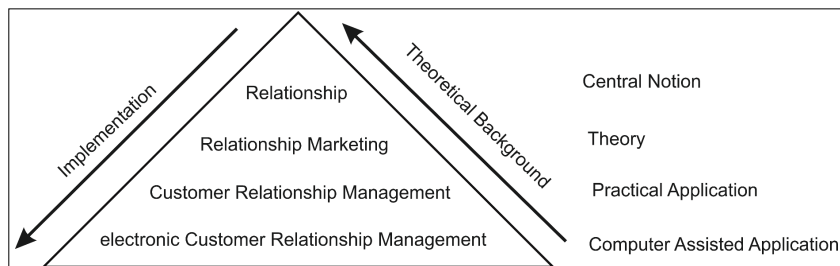 Implementation
Theoretical Background
Relationship
Central Notion
Relationship Marketing
Theory
Customer Relationship Management
Practical Application
electronic Customer Relationship Management
Computer Assisted Application